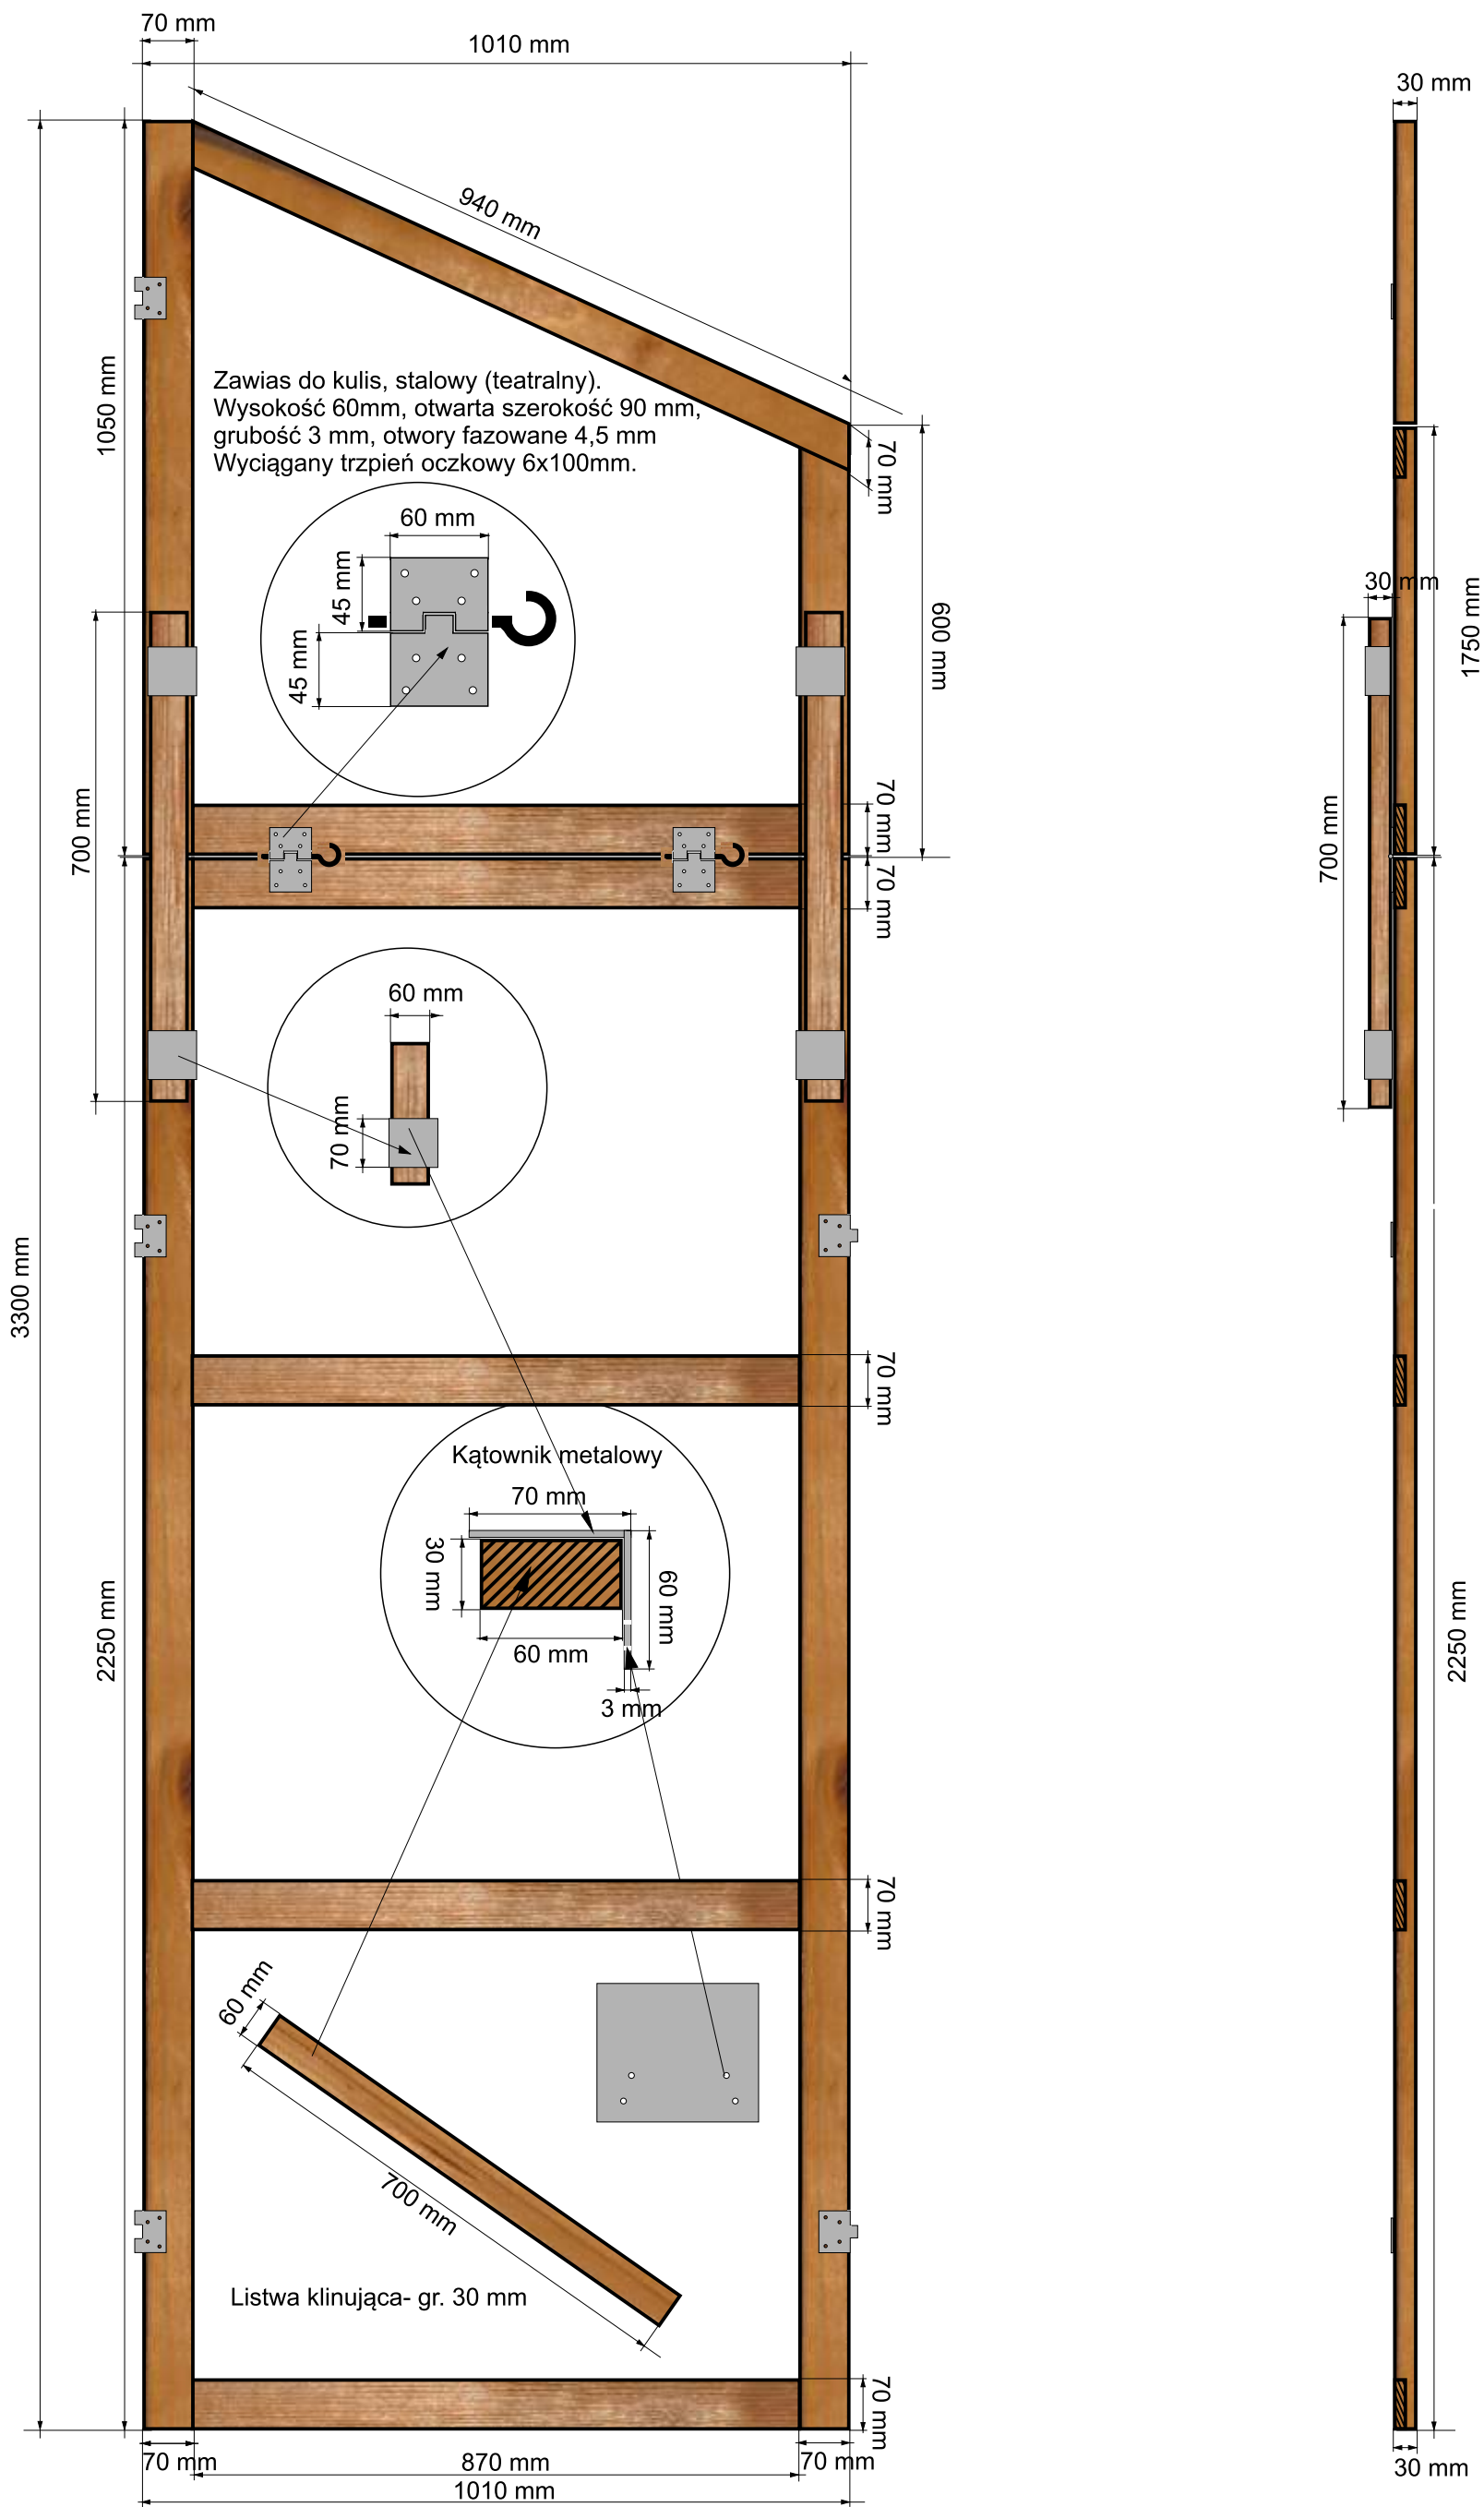 70 mm
1010 mm
30 mm
940 mm
1050 mm
Zawias do kulis, stalowy (teatralny).
Wysokość 60mm, otwarta szerokość 90 mm,
grubość 3 mm, otwory fazowane 4,5 mm
Wyciągany trzpień oczkowy 6x100mm.
70 mm
60 mm
45 mm
45 mm
600 mm
30 mm
1750 mm
700 mm
70 mm
70 mm
700 mm
60 mm
70 mm
3300 mm
70 mm
Kątownik metalowy
70 mm
30 mm
60 mm
60 mm
3 mm
2250 mm
2250 mm
70 mm
60 mm
700 mm
Listwa klinująca- gr. 30 mm
70 mm
70 mm
870 mm
70 mm
1010 mm
30 mm